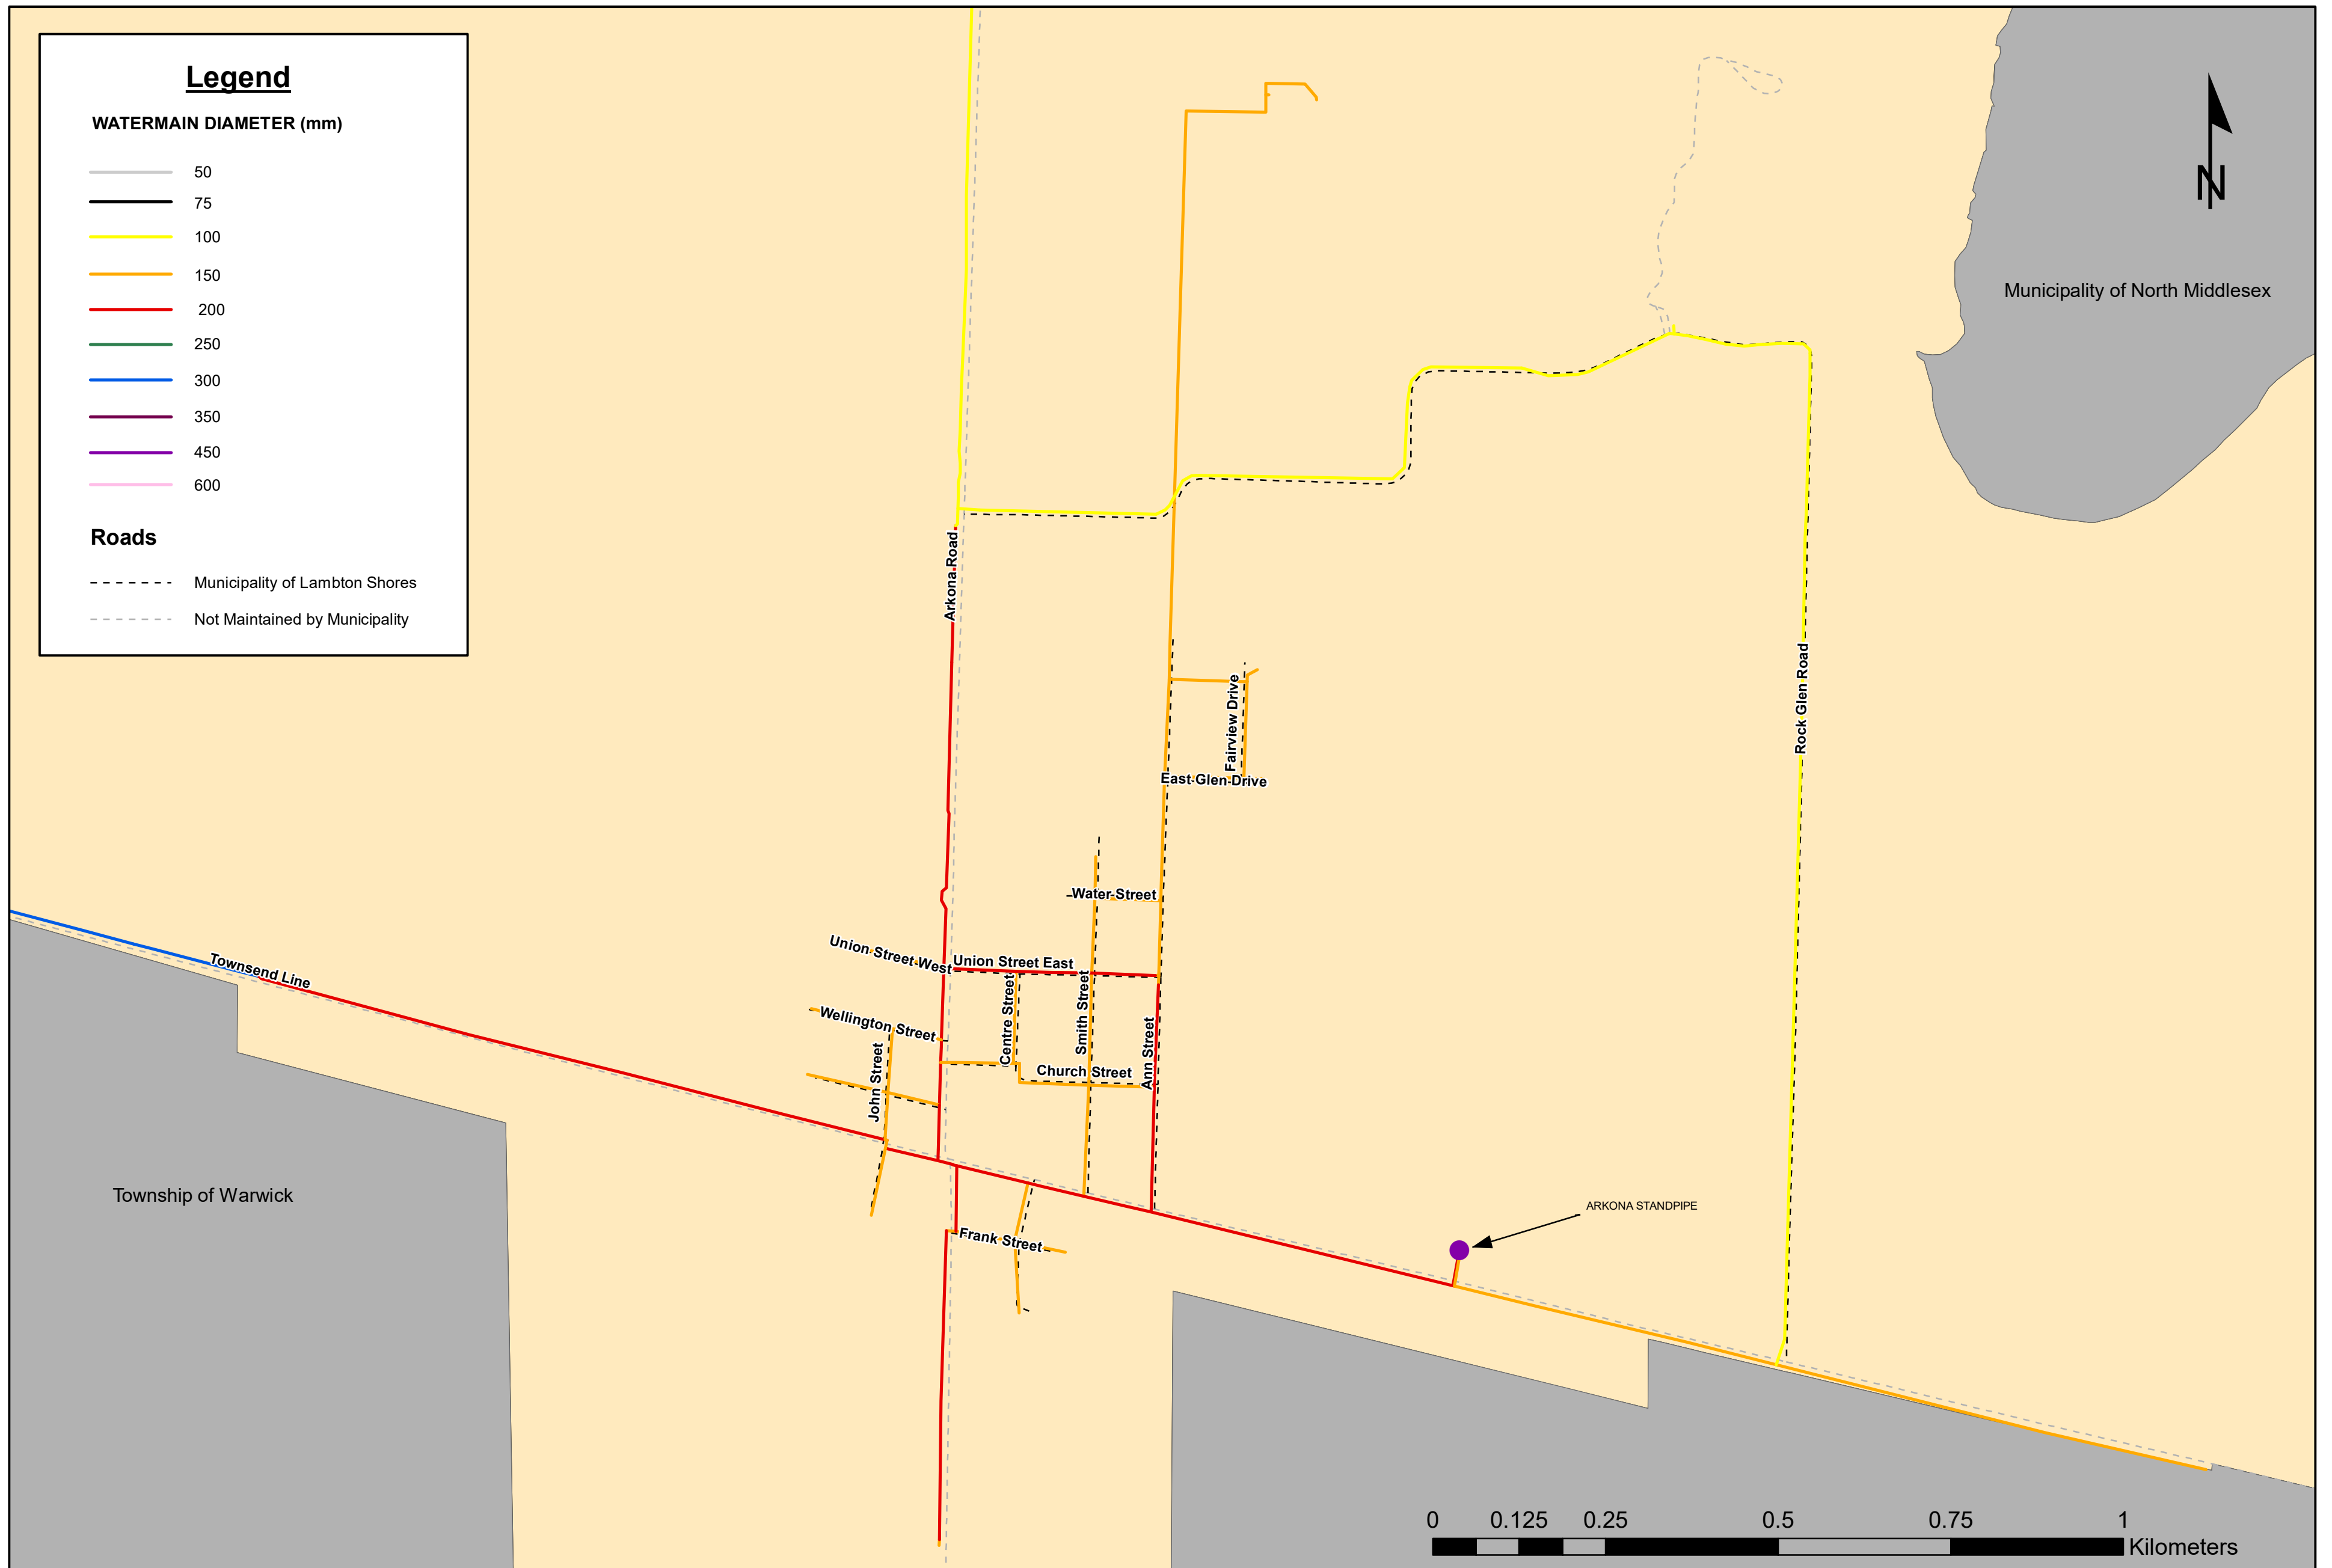 Legend
WATERMAIN DIAMETER (mm)
50
75
100
150
200
250
300
350
450
600
Roads
Municipality of Lambton Shores
Not Maintained by Municipality
N
Municipality of North Middlesex
Arkona Road
Rock Glen Road
Fairview Drive
East Glen Drive
Water Street
Union Street West
Union Street East
Townsend Line
Centre Street
Smith Street
Wellington Street
Ann Street
John Street
Church Street
Township of Warwick
ARKONA STANDPIPE
Frank Street
0 0.125 0.25 0.5 0.75 1
Kilometers